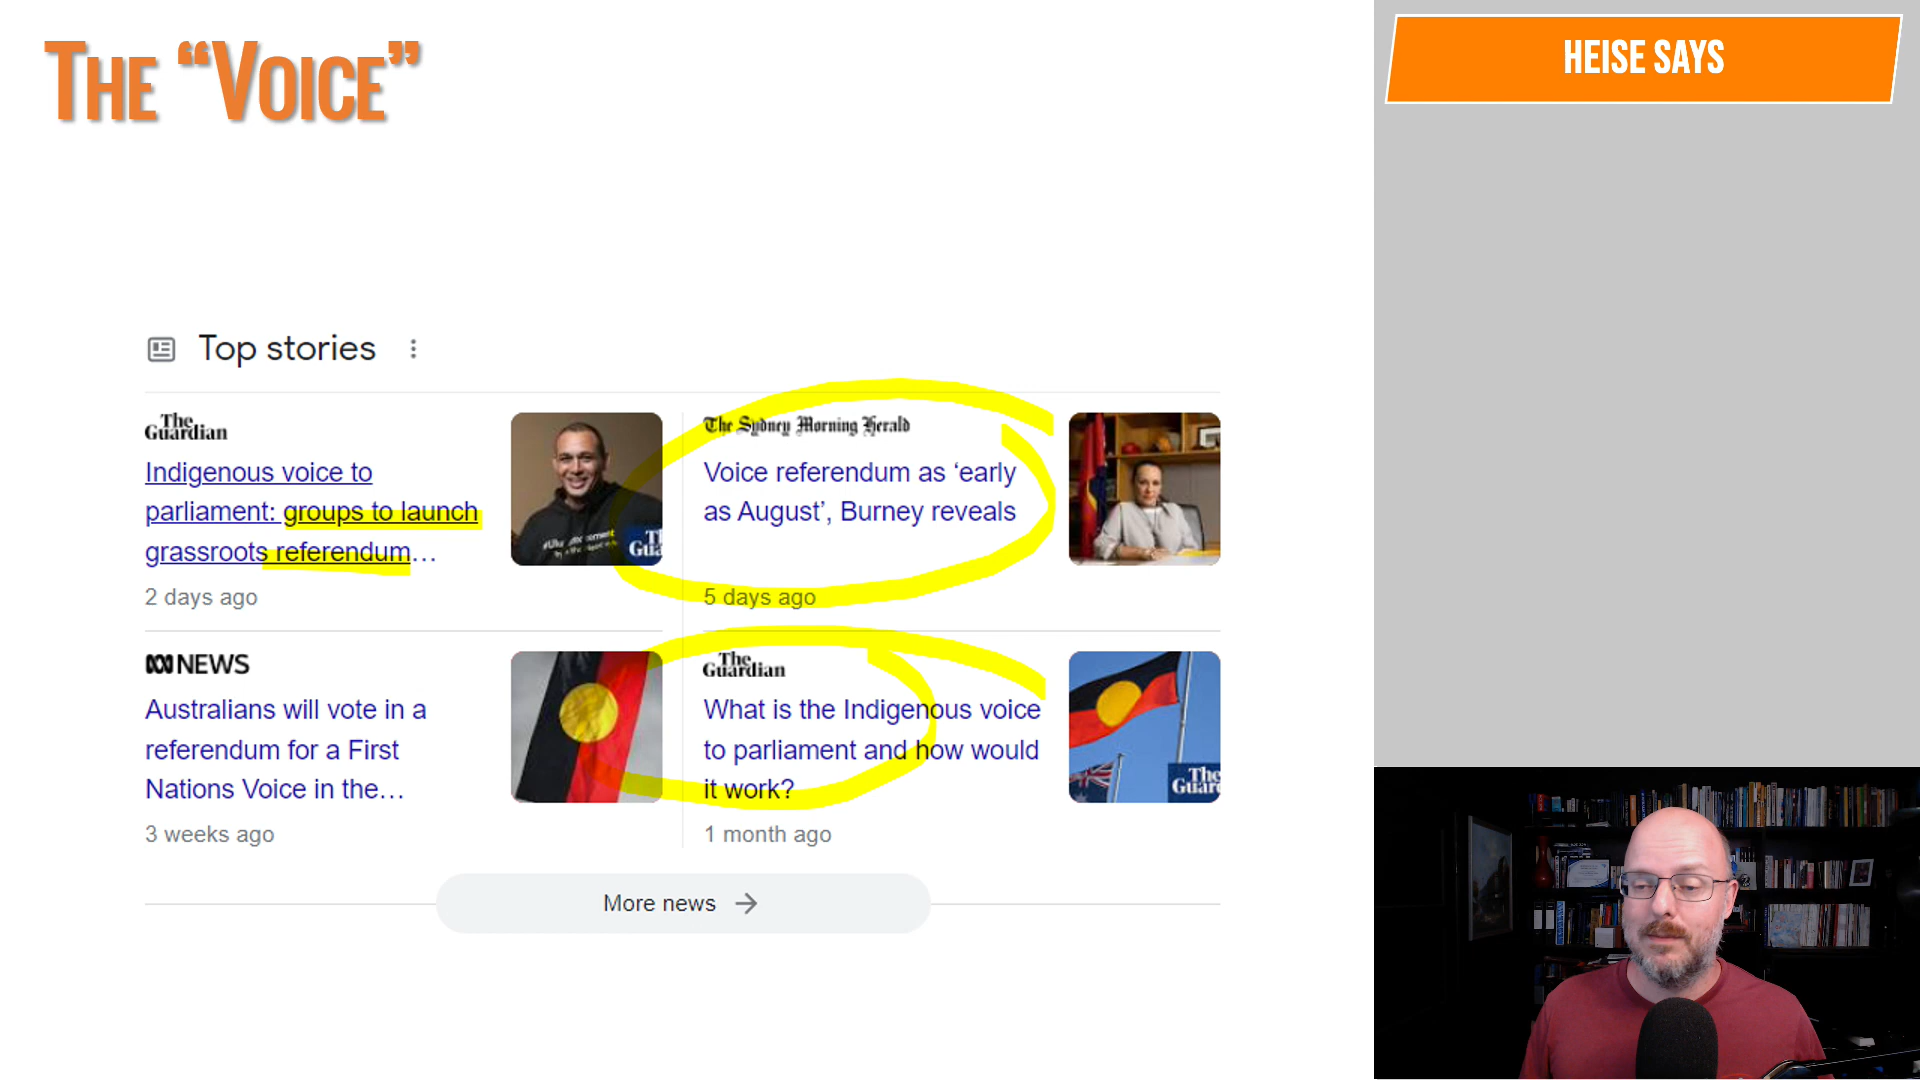 THE “VOICE”
HEISE SAYS
Top stories
The Guardian
Indigenous voice to
parliament: groups to launch
grassroots referendum…
2 days ago
The Sydney Morning Herald
Voice referendum as ‘early
as August’, Burney reveals
5 days ago
ABC NEWS
Australians will vote in a
referendum for a First
Nations Voice in the…
3 weeks ago
The Guardian
What is the Indigenous voice
to parliament and how would
it work?
1 month ago
More news